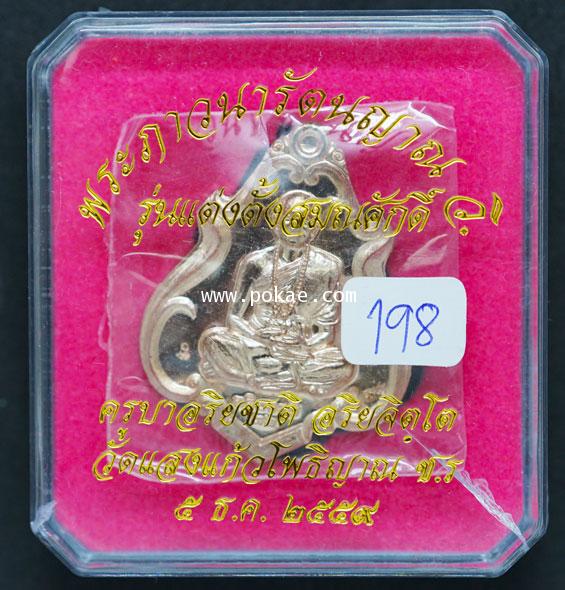 พระภาวนารัตนญาณ วิ.
รุ่นแต่งตั้งสมณศักดิ์
www.pokae.com
198
ครูบาอริยชาติ อริยจิตฺโต
วัดแสงแก้วโพธิญาณ ช.ร
๕ ธ.ค. ๒๕๕๙